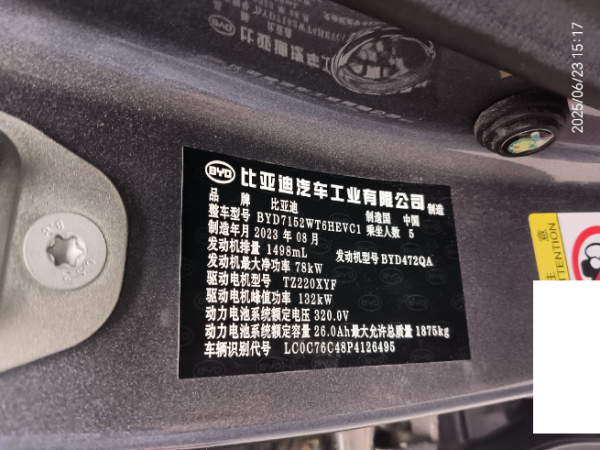 2025/06/23 15:17
BYD 比亚迪汽车工业有限公司 制造
品牌 比亚迪 制造国 中国
整车型号 BYD7152WT5HEVC1 乘坐人数 5
制造年月 2023 年 08 月
发动机排量 1498mL 发动机型号 BYD472QA
发动机最大净功率 78kW
驱动电机型号 TZ220XYF
驱动电机峰值功率 132kW
动力电池系统额定电压 320.0V
动力电池系统额定容量 26.0Ah 最大允许总质量 1875kg
车辆识别代号 LC0C76C48P4126495
注意
ATTENTION